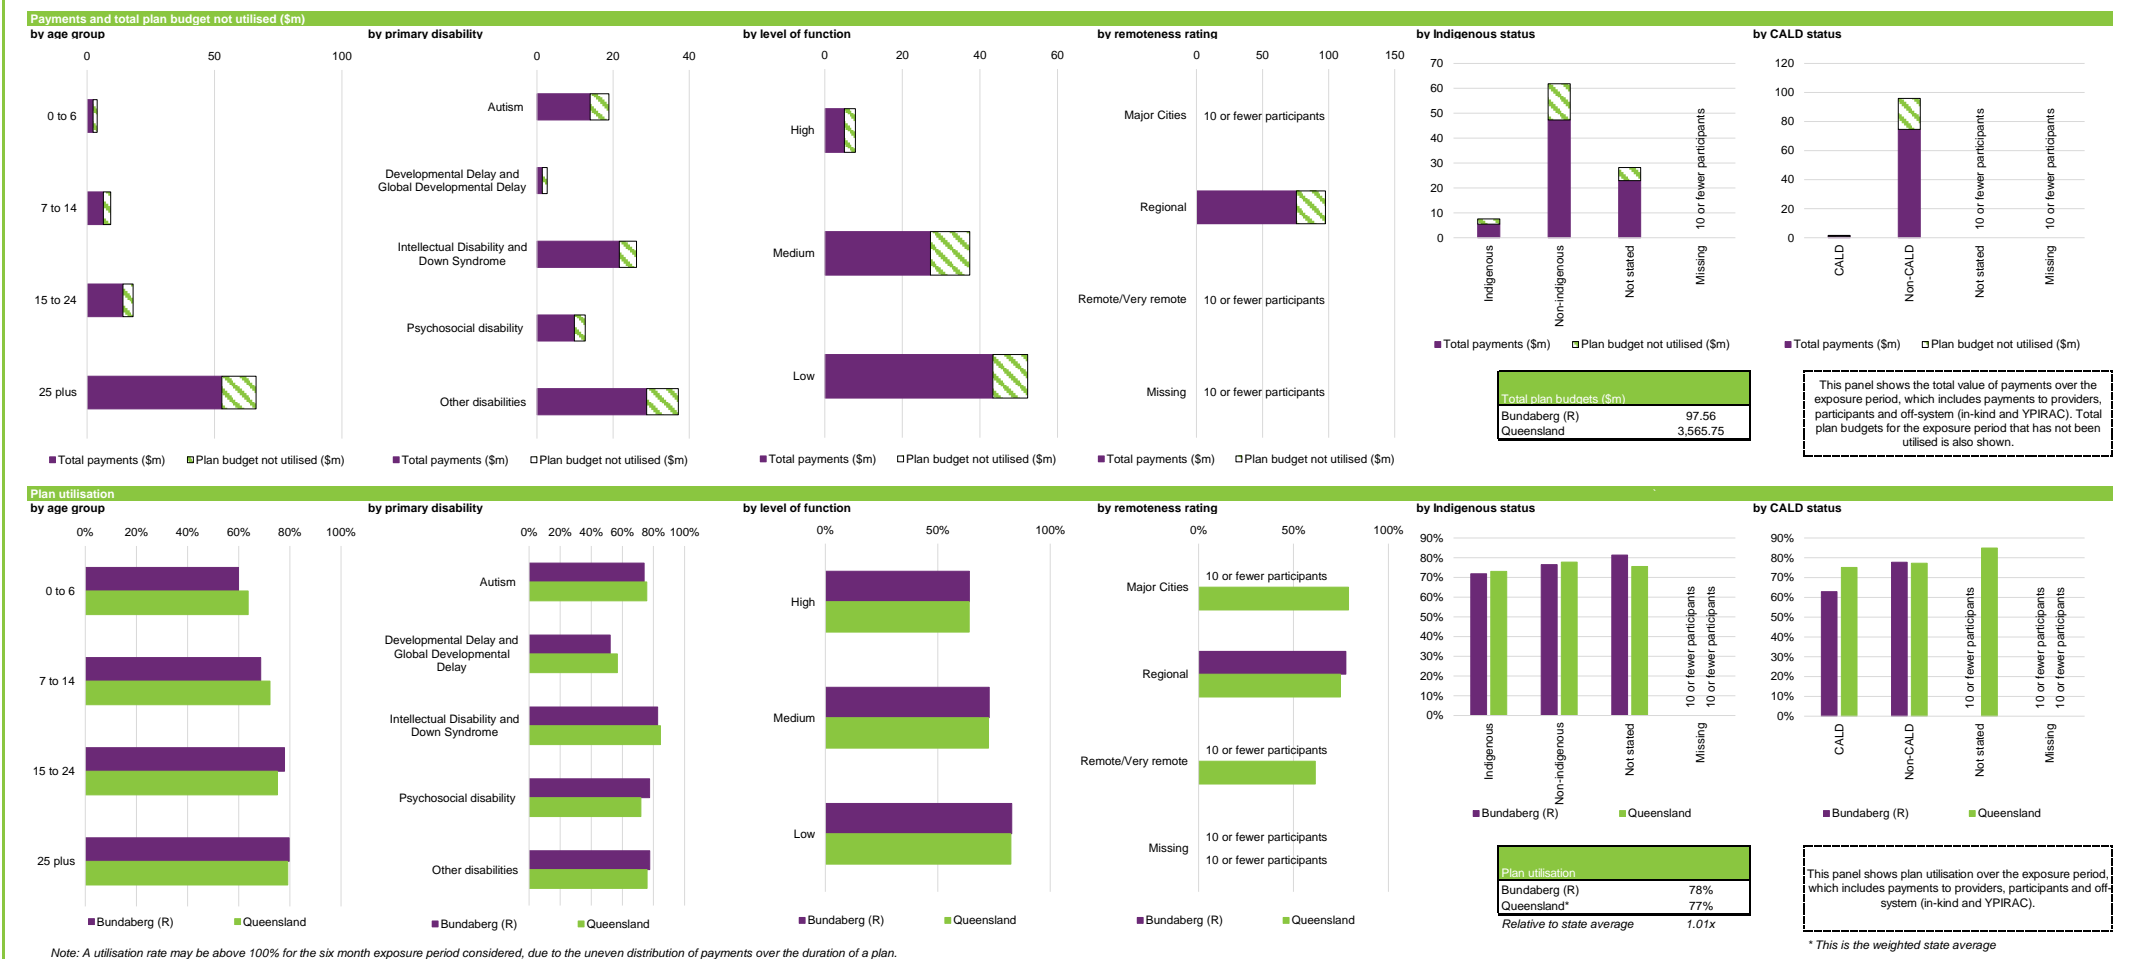 Payments and total plan budget not utilised ($m)
by age group
0 50 100
0 to 6
7 to 14
15 to 24
25 plus
Total payments ($m) Plan budget not utilised ($m)
by primary disability
0 20 40
Autism
Developmental Delay and
Global Developmental Delay
Intellectual Disability and
Down Syndrome
Psychosocial disability
Other disabilities
Total payments ($m) Plan budget not utilised ($m)
by level of function
0 20 40 60
High
Medium
Low
Total payments ($m) Plan budget not utilised ($m)
by remoteness rating
0 50 100 150
Major Cities 10 or fewer participants
Regional
Remote/Very remote 10 or fewer participants
Missing 10 or fewer participants
Total payments ($m) Plan budget not utilised ($m)
by Indigenous status
70
60
50
40
30
20
10
0
10 or fewer participants
Indigenous
Non-indigenous
Not stated
Missing
Total payments ($m) Plan budget not utilised ($m)
by CALD status
120
100
80
60
40
20
0
10 or fewer participants
10 or fewer participants
CALD
Non-CALD
Not stated
Missing
Total payments ($m) Plan budget not utilised ($m)
Total plan budgets ($m)
Bundaberg (R) 97.56
Queensland 3,565.75
This panel shows the total value of payments over the
exposure period, which includes payments to providers,
participants and off-system (in-kind and YPIRAC). Total
plan budgets for the exposure period that has not been
utilised is also shown.
Plan utilisation
by age group
0% 20% 40% 60% 80% 100%
0 to 6
7 to 14
15 to 24
25 plus
Bundaberg (R) Queensland
by primary disability
0% 20% 40% 60% 80% 100%
Autism
Developmental Delay and
Global Developmental
Delay
Intellectual Disability and
Down Syndrome
Psychosocial disability
Other disabilities
Bundaberg (R) Queensland
by level of function
0% 50% 100%
High
Medium
Low
Bundaberg (R) Queensland
by remoteness rating
0% 50% 100%
Major Cities 10 or fewer participants
Regional
Remote/Very remote 10 or fewer participants
Missing 10 or fewer participants
10 or fewer participants
Bundaberg (R) Queensland
by Indigenous status
90%
80%
70%
60%
50%
40%
30%
20%
10%
0%
10 or fewer participants
10 or fewer participants
Indigenous
Non-indigenous
Not stated
Missing
Bundaberg (R) Queensland
by CALD status
90%
80%
70%
60%
50%
40%
30%
20%
10%
0%
10 or fewer participants
10 or fewer participants
10 or fewer participants
CALD
Non-CALD
Not stated
Missing
Bundaberg (R) Queensland
Plan utilisation
Bundaberg (R) 78%
Queensland* 77%
Relative to state average 1.01x
This panel shows plan utilisation over the exposure period,
which includes payments to providers, participants and off-
system (in-kind and YPIRAC).
* This is the weighted state average
Note: A utilisation rate may be above 100% for the six month exposure period considered, due to the uneven distribution of payments over the duration of a plan.